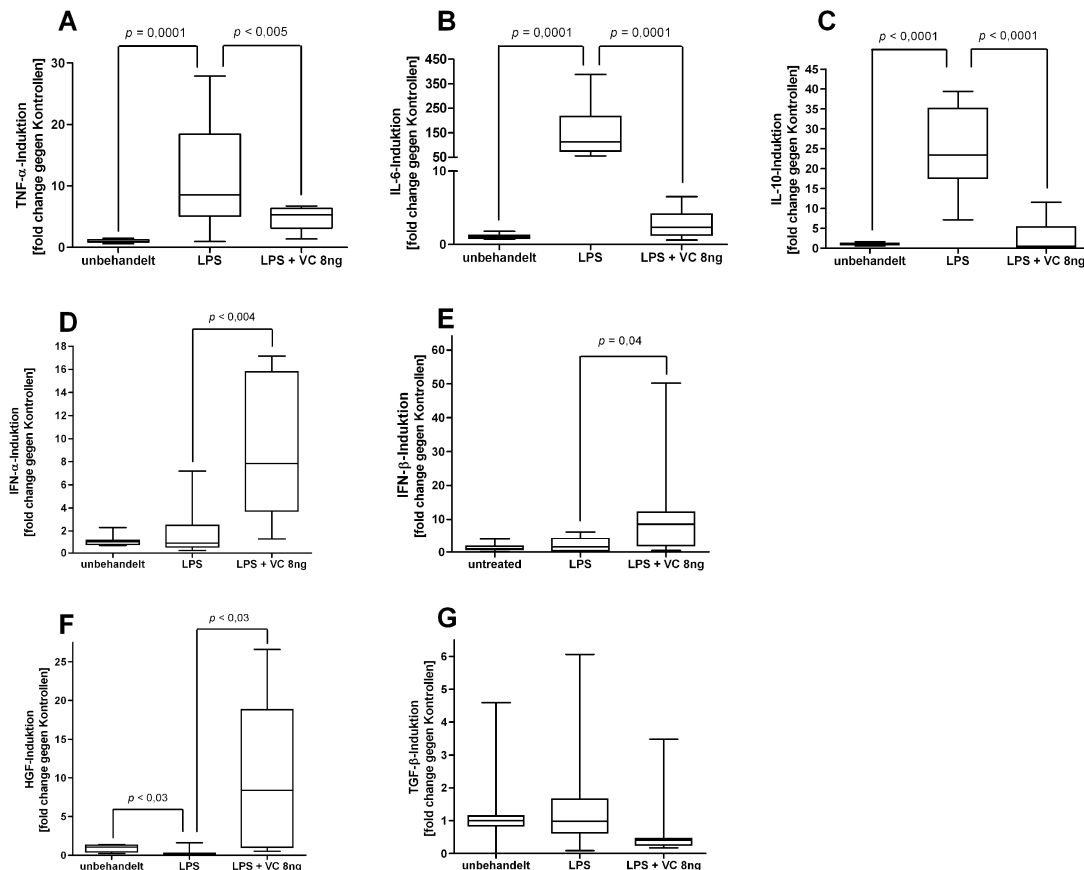 A
p = 0,0001
p < 0,005
TNF-α-Induktion
[fold change gegen Kontrollen]
30
20
10
0
unbehandelt
LPS
LPS + VC 8ng
B
p = 0,0001
p = 0,0001
IL-6-Induktion
[fold change gegen Kontrollen]
450
350
250
150
50
10
0
unbehandelt
LPS
LPS + VC 8ng
C
p < 0,0001
p < 0,0001
IL-10-Induktion
[fold change gegen Kontrollen]
45
40
35
30
25
20
15
10
5
0
unbehandelt
LPS
LPS + VC 8ng
D
p < 0,004
IFN-α-Induktion
[fold change gegen Kontrollen]
18
16
14
12
10
8
6
4
2
0
unbehandelt
LPS
LPS + VC 8ng
E
p = 0,04
IFN-β-Induktion
[fold change gegen Kontrollen]
60
50
40
30
20
10
0
untreated
LPS
LPS + VC 8ng
F
p < 0,03
p < 0,03
HGF-Induktion
[fold change gegen Kontrollen]
25
20
15
10
5
0
unbehandelt
LPS
LPS + VC 8ng
G
TGF-β-Induktion
[fold change gegen Kontrollen]
6
5
4
3
2
1
0
unbehandelt
LPS
LPS + VC 8ng